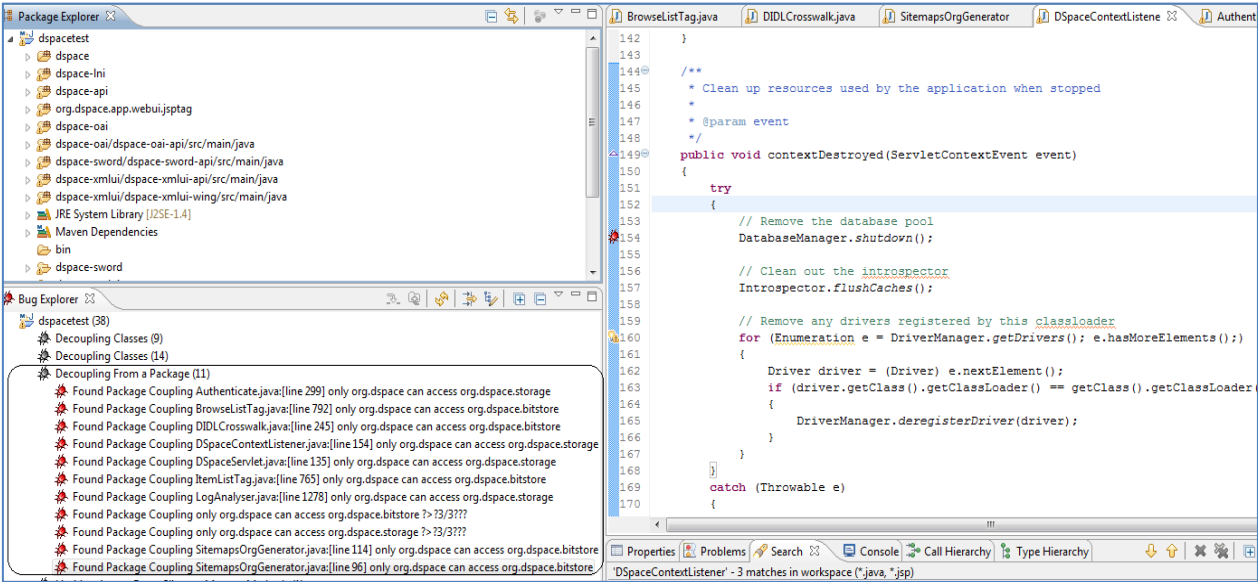 Package Explorer
dspacetest
dspace
dspace-lni
dspace-api
org.dspace.app.webui.jsptag
dspace-oai
dspace-oai/dspace-oai-api/src/main/java
dspace-sword/dspace-sword-api/src/main/java
dspace-xmlui/dspace-xmlui-api/src/main/java
dspace-xmlui/dspace-xmlui-wing/src/main/java
JRE System Library [J2SE-1.4]
Maven Dependencies
bin
dspace-sword
Bug Explorer
dspacetest (38)
Decoupling Classes (9)
Decoupling Classes (14)
Decoupling From a Package (11)
Found Package Coupling Authenticate.java:[line 299] only org.dspace can access org.dspace.storage
Found Package Coupling BrowseListTag.java:[line 792] only org.dspace can access org.dspace.bitstore
Found Package Coupling DIDLCrosswalk.java:[line 245] only org.dspace can access org.dspace.bitstore
Found Package Coupling DSpaceContextListener.java:[line 154] only org.dspace can access org.dspace.storage
Found Package Coupling DSpaceServlet.java:[line 135] only org.dspace can access org.dspace.storage
Found Package Coupling ItemListTag.java:[line 765] only org.dspace can access org.dspace.bitstore
Found Package Coupling LogAnalyser.java:[line 1278] only org.dspace can access org.dspace.storage
Found Package Coupling only org.dspace can access org.dspace.bitstore ?>?3/3???
Found Package Coupling only org.dspace can access org.dspace.storage ?>?3/3???
Found Package Coupling SitemapsOrgGenerator.java:[line 114] only org.dspace can access org.dspace.bitstore
Found Package Coupling SitemapsOrgGenerator.java:[line 96] only org.dspace can access org.dspace.bitstore
BrowseListTag.java DIDLCrosswalk.java SitemapsOrgGenerator DSpaceContextListene Authent
142 }
143
144 /**
145 * Clean up resources used by the application when stopped
146 *
147 * @param event
148 */
149 public void contextDestroyed(ServletContextEvent event)
150 {
151 try
152 {
153 // Remove the database pool
154 DatabaseManager.shutdown();
155
156 // Clean out the introspector
157 Introspector.flushCaches();
158
159 // Remove any drivers registered by this classloader
160 for (Enumeration e = DriverManager.getDrivers(); e.hasMoreElements();)
161 {
162 Driver driver = (Driver) e.nextElement();
163 if (driver.getClass().getClassLoader() == getClass().getClassLoader(
164 {
165 DriverManager.deregisterDriver(driver);
166 }
167 }
168 }
169 catch (Throwable e)
170 {
Properties Problems Search Console Call Hierarchy Type Hierarchy
'DSpaceContextListener' - 3 matches in workspace (*.java, *.jsp)